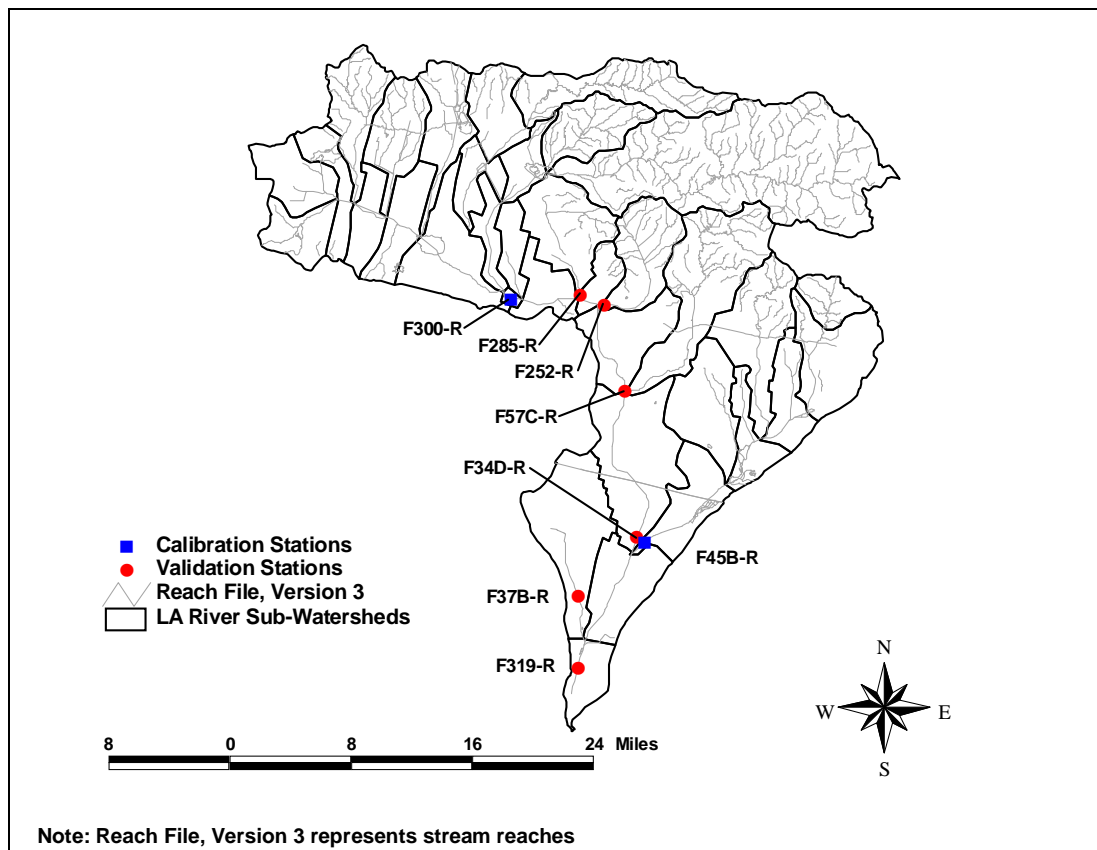 F300-R
F285-R
F252-R
F57C-R
F34D-R
F45B-R
F37B-R
F319-R
Calibration Stations
Validation Stations
Reach File, Version 3
LA River Sub-Watersheds
N
W E
S
8 0 8 16 24 Miles
Note: Reach File, Version 3 represents stream reaches